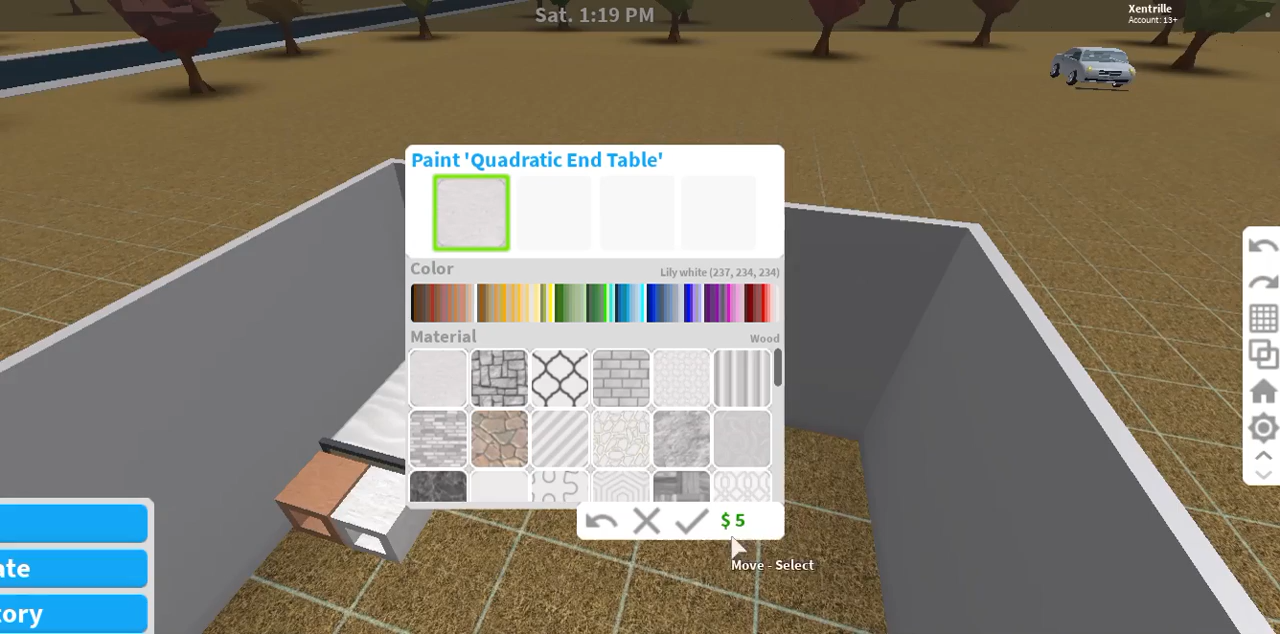 Sat. 1:19 PM
Xentrille
Account: 13+
Paint 'Quadratic End Table'
Color
Lily white (237, 234, 234)
Material
Wood
$ 5
Move - Select
ate
ory